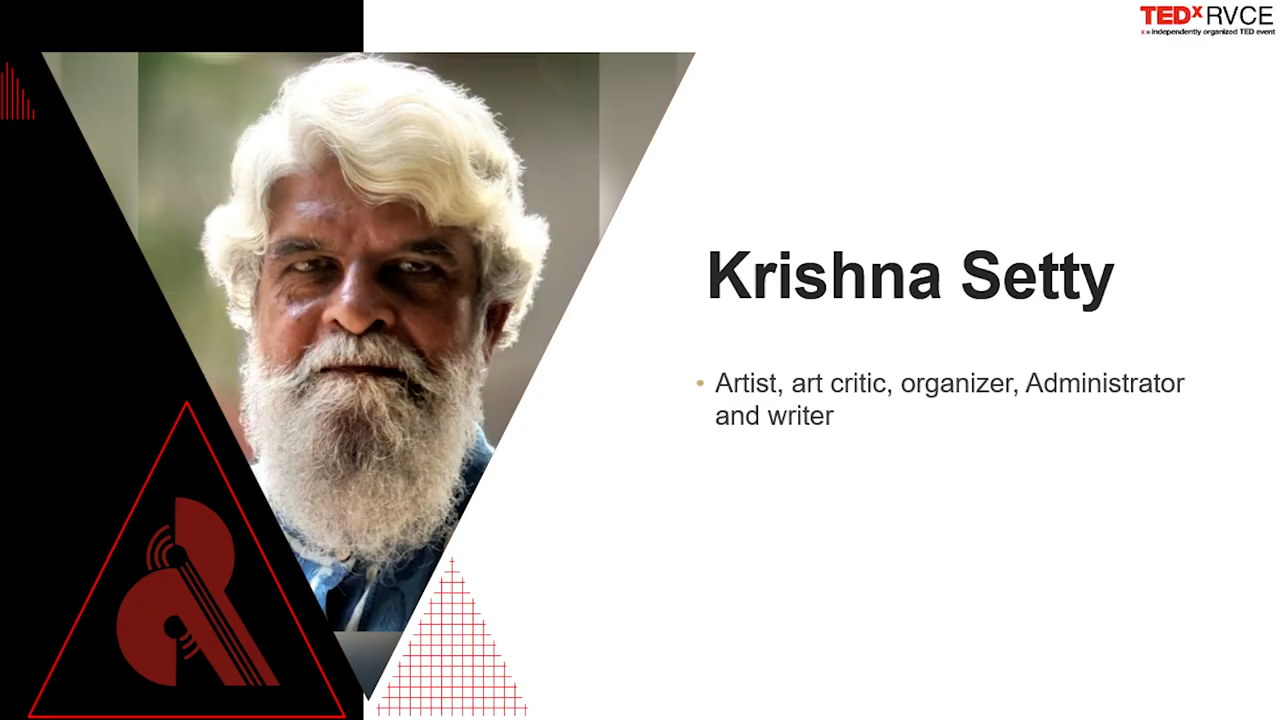 TEDxRVCE
x = independently organized TED event
Krishna Setty
• Artist, art critic, organizer, Administrator
and writer